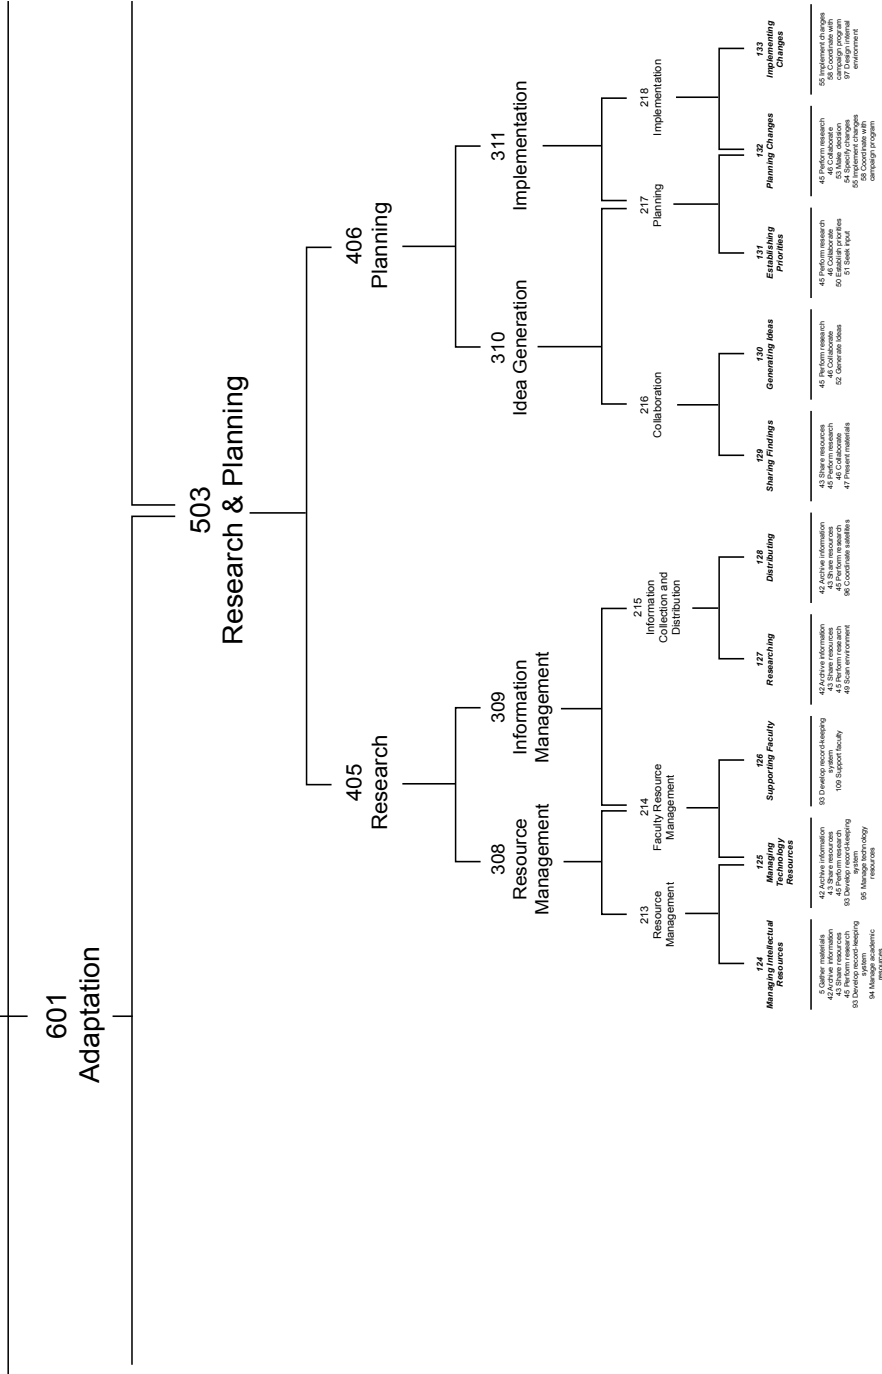 601
Adaptation
503
Research & Planning
405
Research
406
Planning
308
Resource
Management
309
Information
Management
310
Idea Generation
311
Implementation
213
Resource
Management
214
Faculty Resource
Management
215
Information
Collection and
Distribution
216
Collaboration
217
Planning
218
Implementation
124
Managing Intellectual
Resources
125
Managing
Technology
Resources
126
Supporting Faculty
127
Researching
128
Distributing
129
Sharing Findings
130
Generating Ideas
131
Establishing
Priorities
132
Planning Changes
133
Implementing
Changes
5 Gather materials
42 Archive information
43 Share resources
45 Perform research
93 Develop record-keeping
system
94 Manage academic
resources
42 Archive information
43 Share resources
45 Perform research
93 Develop record-keeping
system
95 Manage technology
resources
93 Develop record-keeping
system
109 Support faculty
42 Archive information
43 Share resources
45 Perform research
49 Scan environment
42 Archive information
43 Share resources
45 Perform research
96 Coordinate satellites
43 Share resources
45 Perform research
46 Collaborate
47 Present materials
45 Perform research
46 Collaborate
52 Generate Ideas
45 Perform research
46 Collaborate
50 Establish priorities
51 Seek input
45 Perform research
46 Collaborate
53 Make decision
54 Specify changes
55 Implement changes
58 Coordinate with
campaign program
55 Implement changes
58 Coordinate with
campaign program
97 Design internal
environment